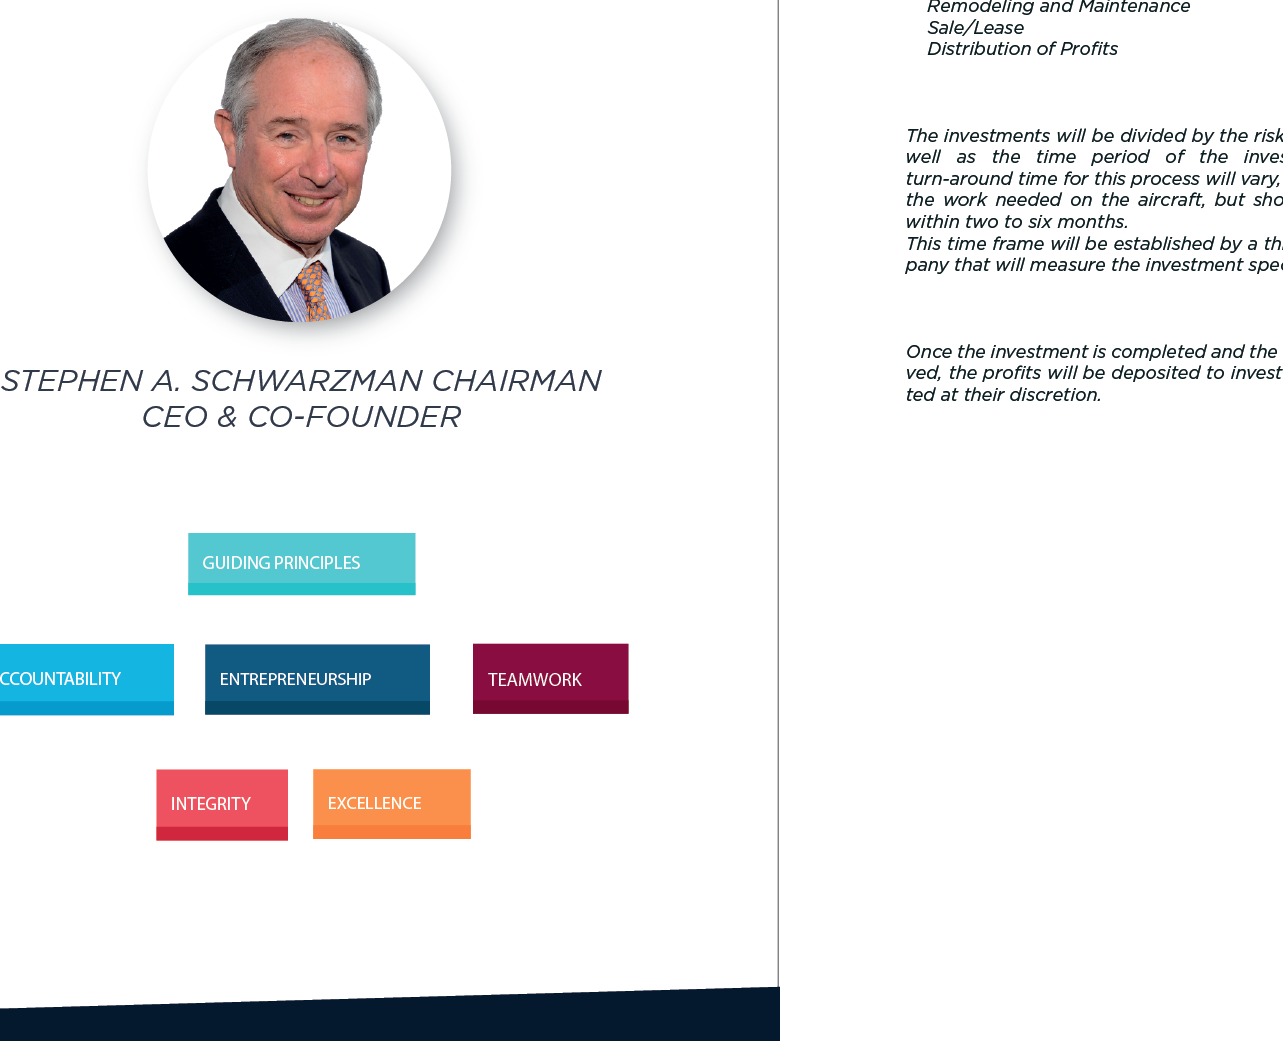 STEPHEN A. SCHWARZMAN CHAIRMAN
CEO & CO-FOUNDER
GUIDING PRINCIPLES
CCOUNTABILITY
ENTREPRENEURSHIP
TEAMWORK
INTEGRITY
EXCELLENCE
Remodeling and Maintenance
Sale/Lease
Distribution of Profits
The investments will be divided by the risk
well as the time period of the inves
turn-around time for this process will vary,
the work needed on the aircraft, but sho
within two to six months.
This time frame will be established by a thi
pany that will measure the investment spec
Once the investment is completed and the
ved, the profits will be deposited to invest
ted at their discretion.